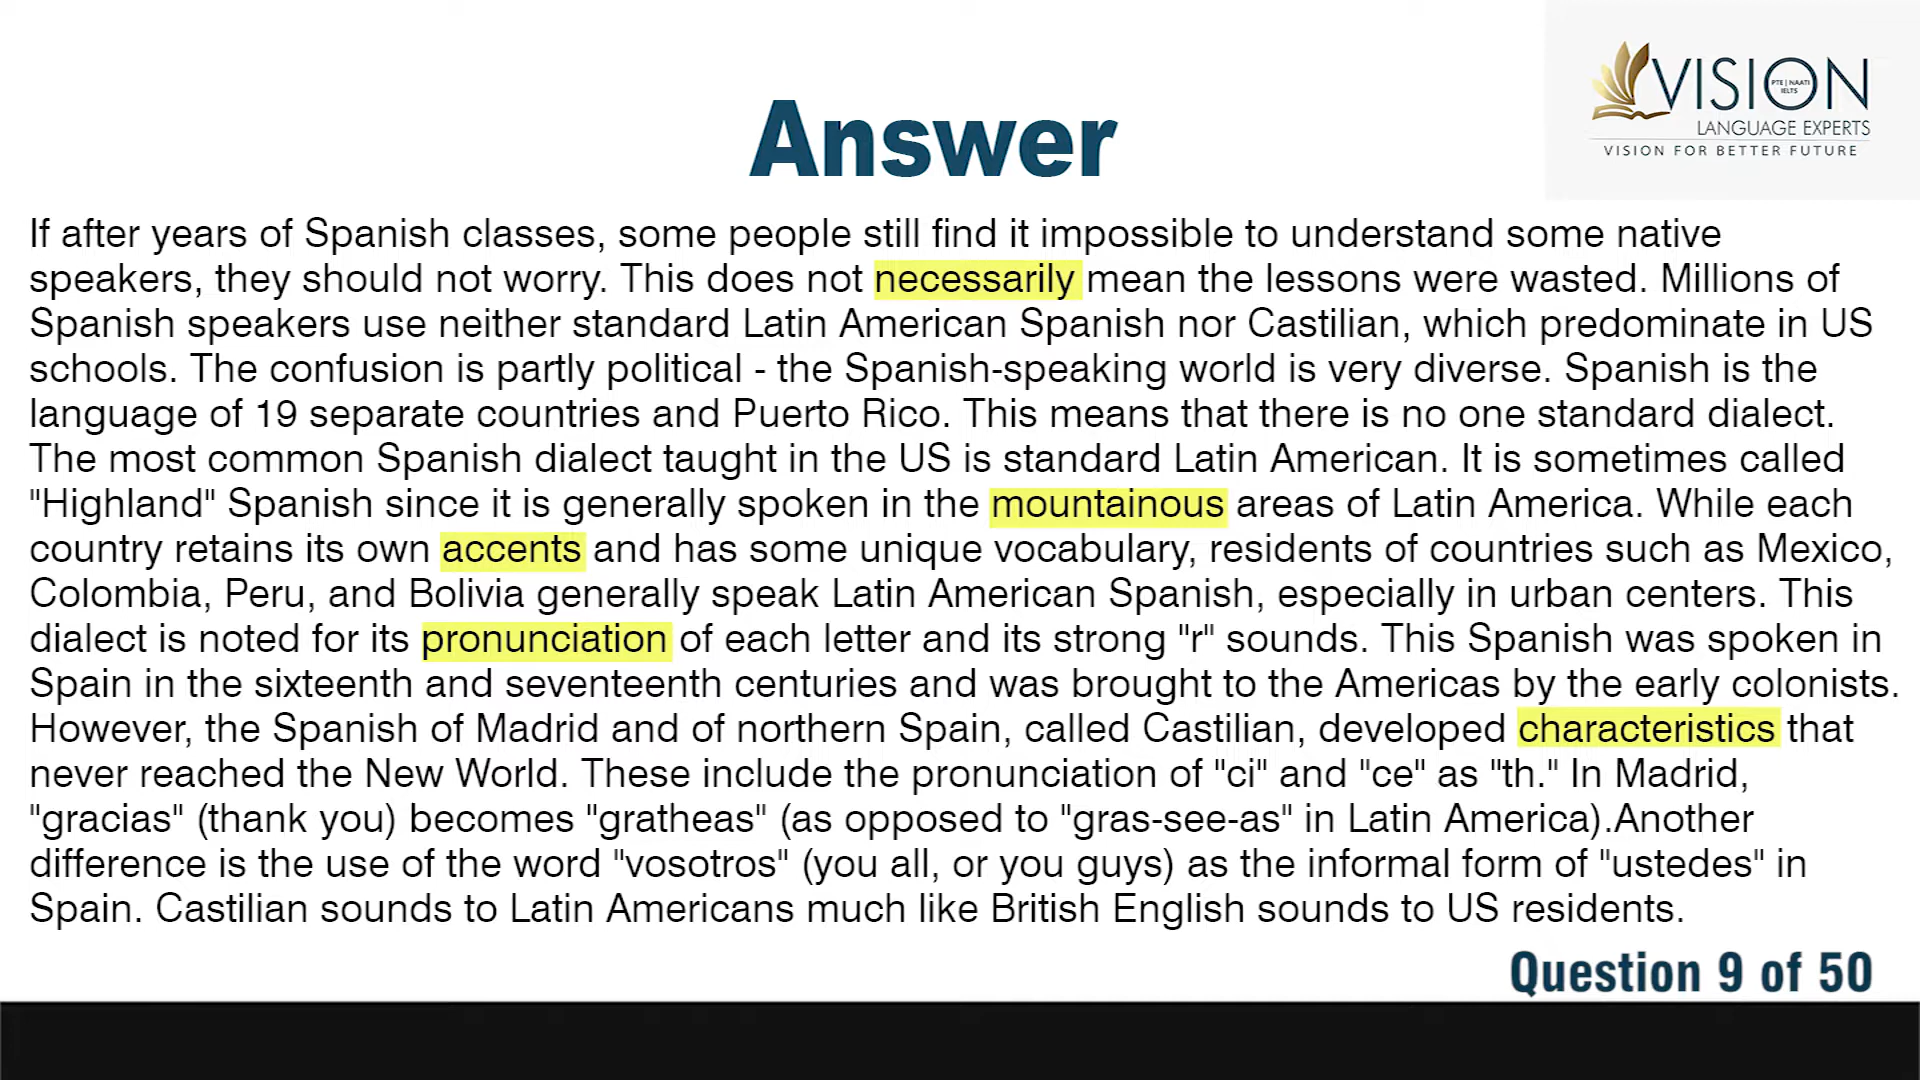 VISION
PTE | NAATI
IELTS
LANGUAGE EXPERTS
VISION FOR BETTER FUTURE
Answer
If after years of Spanish classes, some people still find it impossible to understand some native
speakers, they should not worry. This does not necessarily mean the lessons were wasted. Millions of
Spanish speakers use neither standard Latin American Spanish nor Castilian, which predominate in US
schools. The confusion is partly political - the Spanish-speaking world is very diverse. Spanish is the
language of 19 separate countries and Puerto Rico. This means that there is no one standard dialect.
The most common Spanish dialect taught in the US is standard Latin American. It is sometimes called
"Highland" Spanish since it is generally spoken in the mountainous areas of Latin America. While each
country retains its own accents and has some unique vocabulary, residents of countries such as Mexico,
Colombia, Peru, and Bolivia generally speak Latin American Spanish, especially in urban centers. This
dialect is noted for its pronunciation of each letter and its strong "r" sounds. This Spanish was spoken in
Spain in the sixteenth and seventeenth centuries and was brought to the Americas by the early colonists.
However, the Spanish of Madrid and of northern Spain, called Castilian, developed characteristics that
never reached the New World. These include the pronunciation of "ci" and "ce" as "th." In Madrid,
"gracias" (thank you) becomes "gratheas" (as opposed to "gras-see-as" in Latin America).Another
difference is the use of the word "vosotros" (you all, or you guys) as the informal form of "ustedes" in
Spain. Castilian sounds to Latin Americans much like British English sounds to US residents.
Question 9 of 50